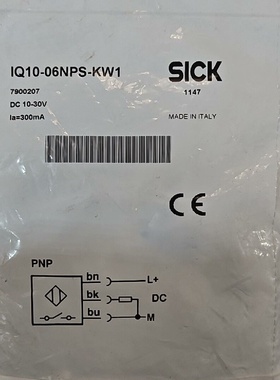 IQ10-06NPS-KW1
SICK
7900207
1147
DC 10-30V
Ia=300mA
MADE IN ITALY
CE
PNP
bn
L+
bk
DC
bu
M